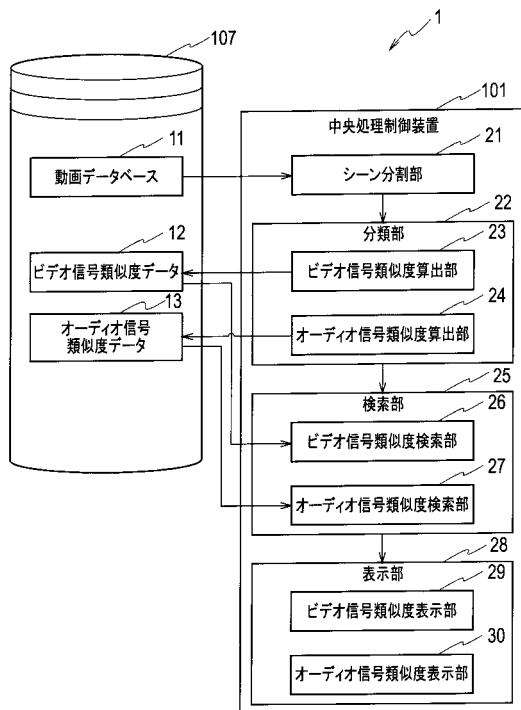 1
107
101
中央処理制御装置
11
動画データベース
21
シーン分割部
22
分類部
12
ビデオ信号類似度データ
23
ビデオ信号類似度算出部
13
オーディオ信号
類似度データ
24
オーディオ信号類似度算出部
25
検索部
26
ビデオ信号類似度検索部
27
オーディオ信号類似度検索部
28
表示部
29
ビデオ信号類似度表示部
30
オーディオ信号類似度表示部